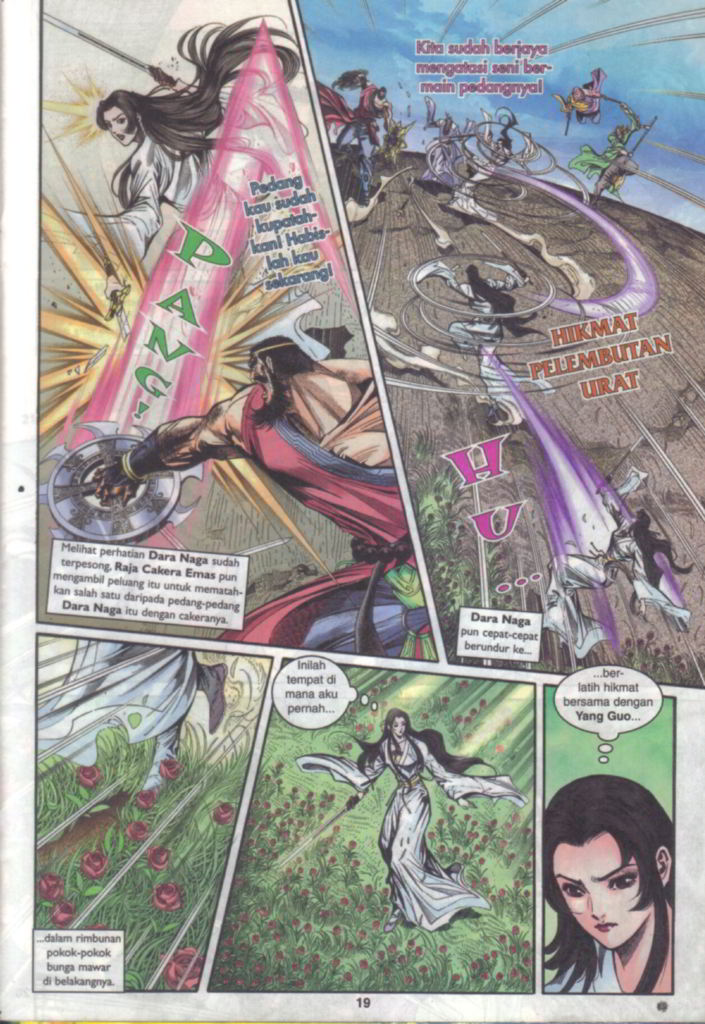 Pedang
kau sudah
kupatah-
kan! Habis-
lah kau
sekarang!
PANG!
Melihat perhatian Dara Naga sudah
terpesong, Raja Cakera Emas pun
mengambil peluang itu untuk mematah-
kan salah satu daripada pedang-pedang
Dara Naga itu dengan cakeranya.
Kita sudah berjaya
mengatasi seni ber-
main pedangnya!
HIKMAT
PELEMBUTAN
URAT
HU...
Dara Naga
pun cepat-cepat
berundur ke...
...dalam rimbunan
pokok-pokok
bunga mawar
di belakangnya.
Inilah
tempat di
mana aku
pernah...
...ber-
latih hikmat
bersama dengan
Yang Guo...
19